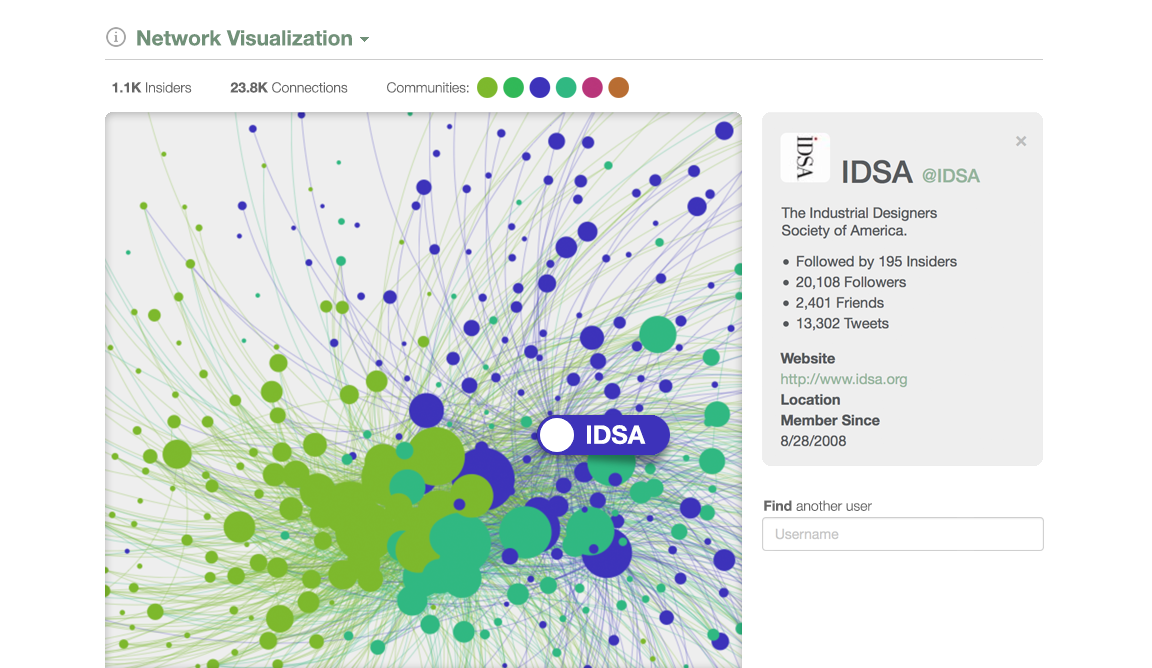 Network Visualization
1.1K Insiders 23.8K Connections Communities:
IDSA
IDSA @IDSA
The Industrial Designers
Society of America.
• Followed by 195 Insiders
• 20,108 Followers
• 2,401 Friends
• 13,302 Tweets
Website
http://www.idsa.org
Location
Member Since
8/28/2008
IDSA
Find another user
Username